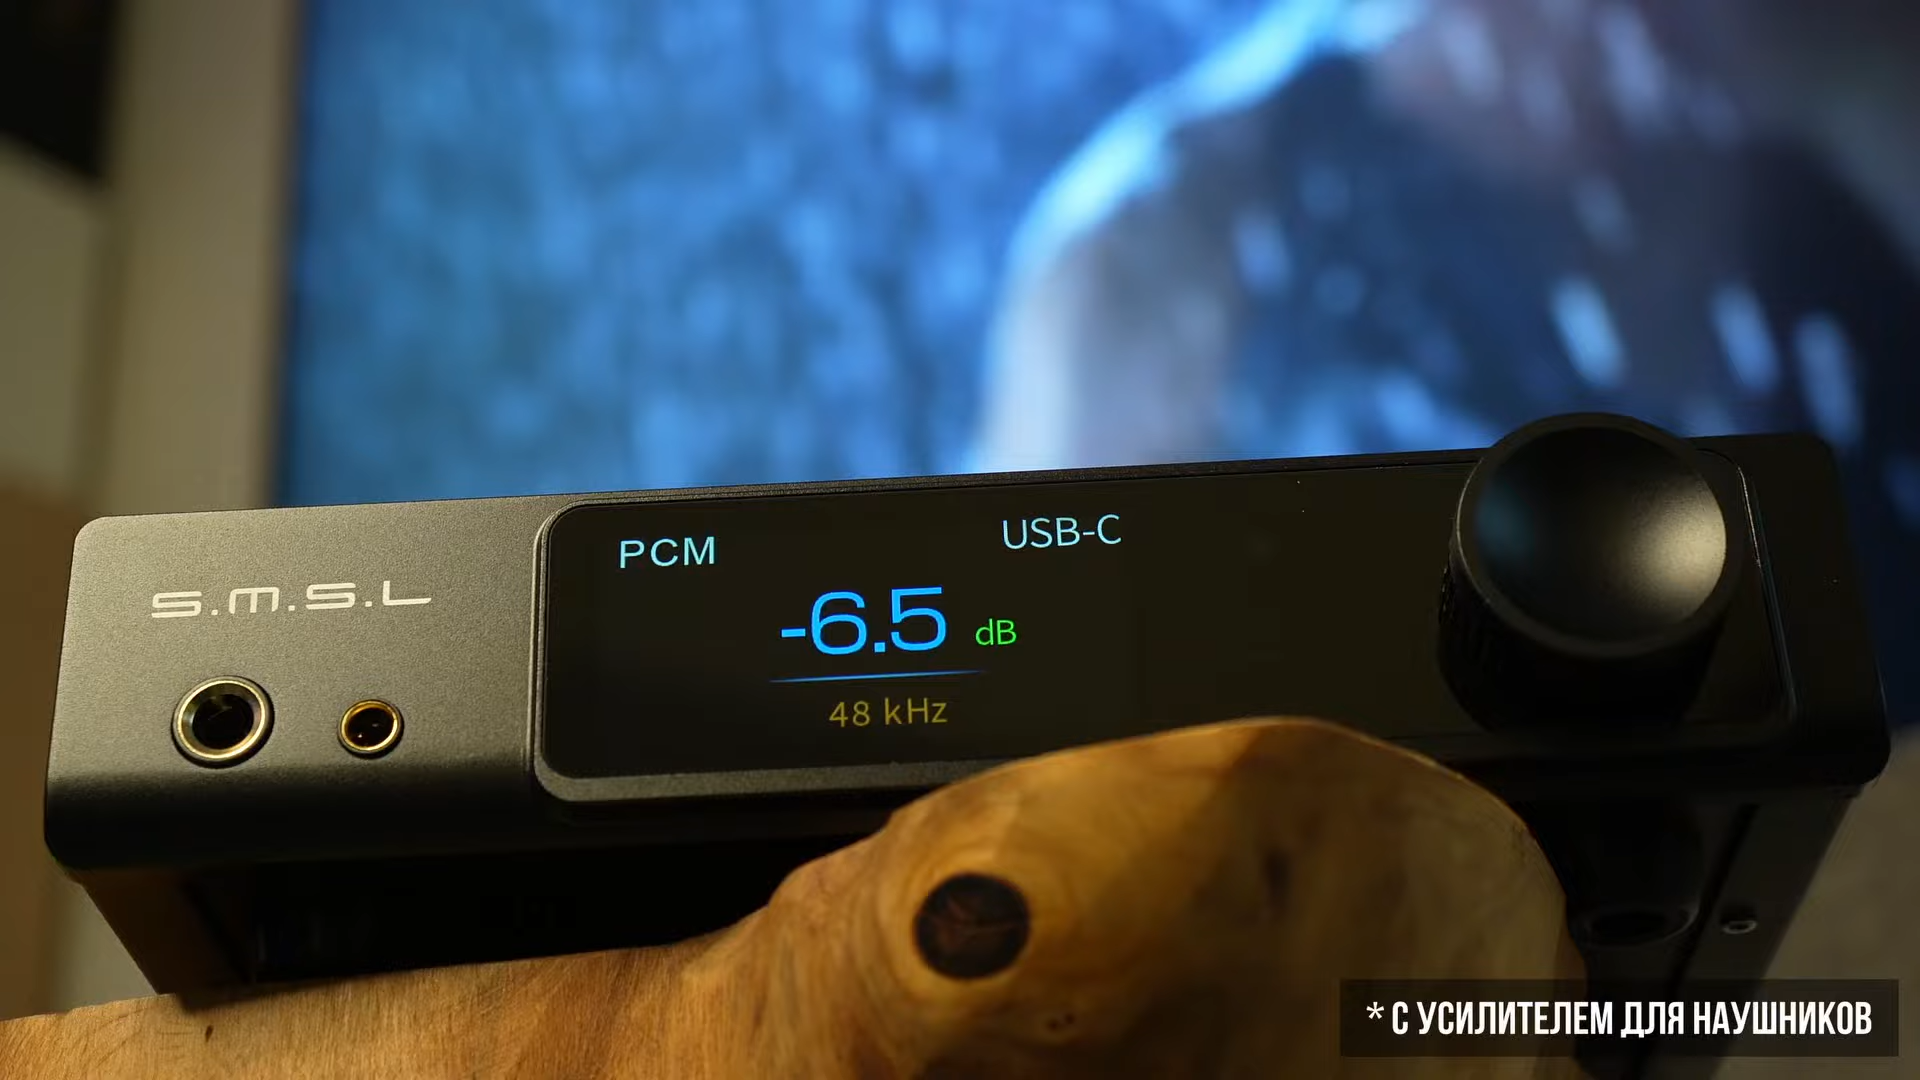 S.M.S.L
PCM
USB-C
-6.5 dB
48 kHz
* С УСИЛИТЕЛЕМ ДЛЯ НАУШНИКОВ